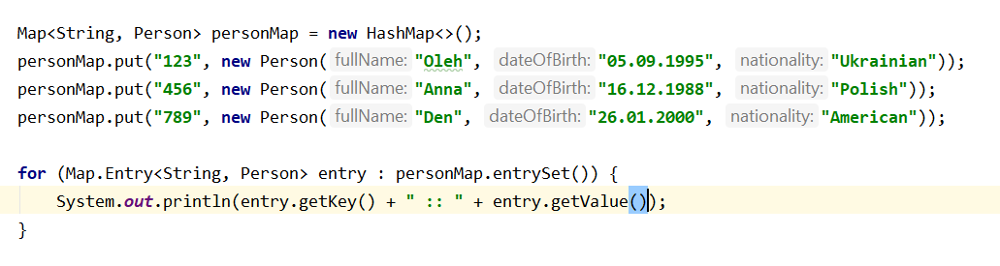 Map<String, Person> personMap = new HashMap<>();
personMap.put("123", new Person( fullName: "Oleh", dateOfBirth: "05.09.1995", nationality: "Ukrainian"));
personMap.put("456", new Person( fullName: "Anna", dateOfBirth: "16.12.1988", nationality: "Polish"));
personMap.put("789", new Person( fullName: "Den", dateOfBirth: "26.01.2000", nationality: "American"));
for (Map.Entry<String, Person> entry : personMap.entrySet()) {
System.out.println(entry.getKey() + " :: " + entry.getValue());
}